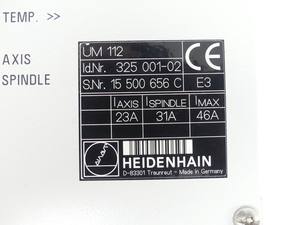 TEMP. >>
AXIS
SPINDLE
UM 112
CE
Id.Nr. 325 001-02
S.Nr. 15 500 656 C E3
IAXIS ISPINDLE IMAX
23A 31A 46A
HEIDENHAIN
D-83301 Traunreut - Made in Germany